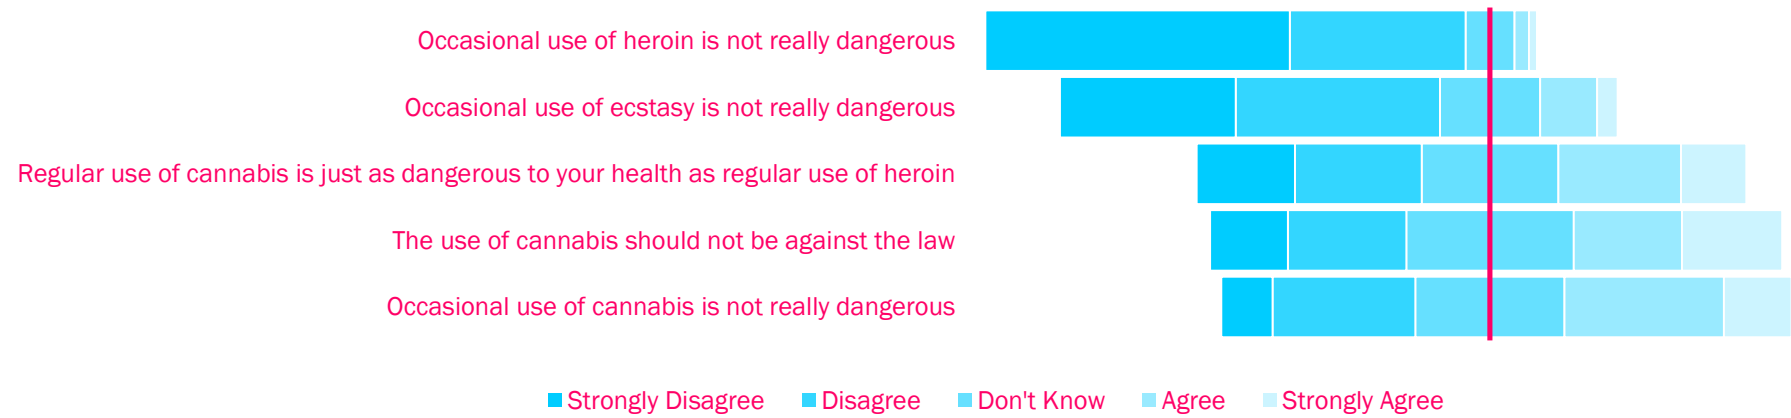 Occasional use of heroin is not really dangerous
Occasional use of ecstasy is not really dangerous
Regular use of cannabis is just as dangerous to your health as regular use of heroin
The use of cannabis should not be against the law
Occasional use of cannabis is not really dangerous
Strongly Disagree Disagree Don't Know Agree Strongly Agree